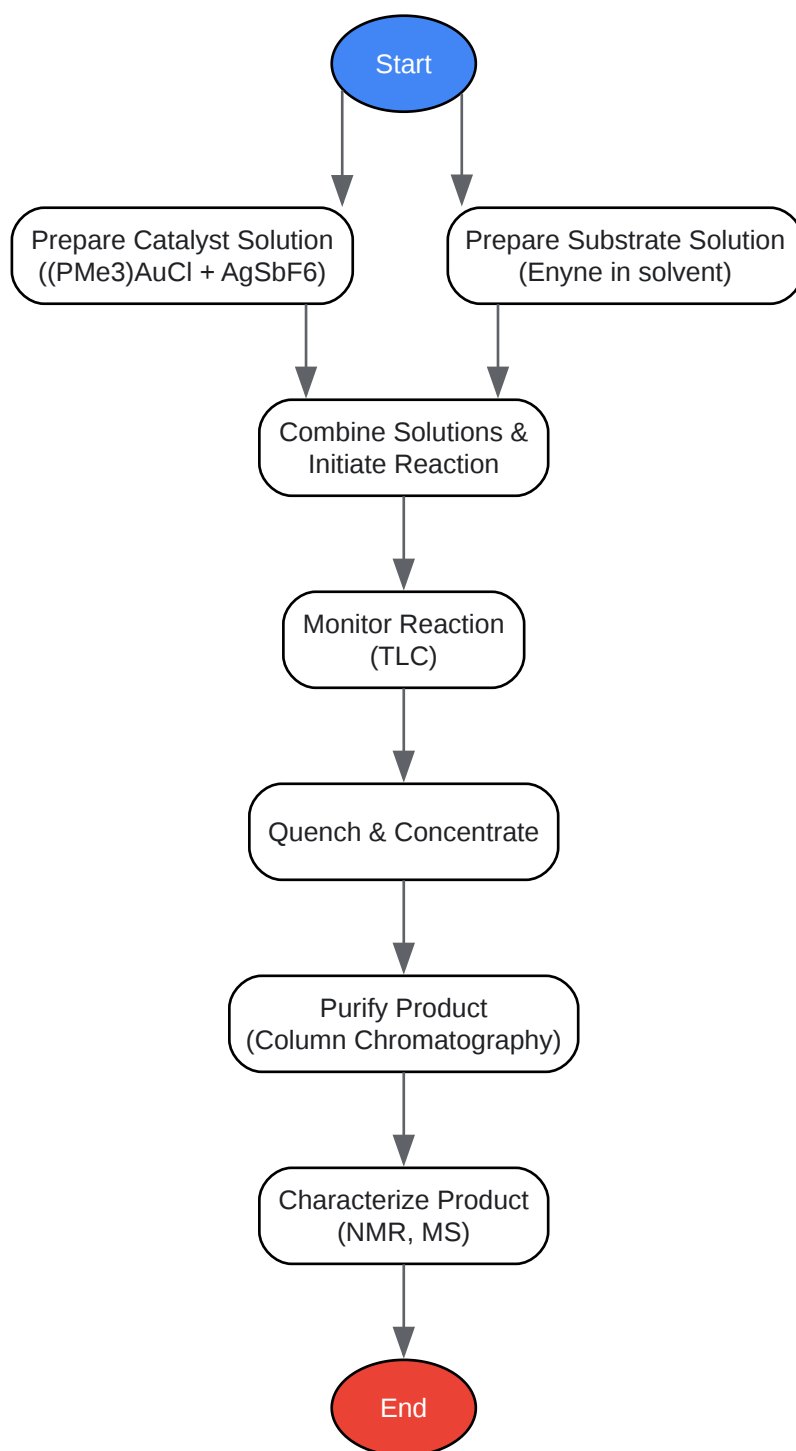 Start
Prepare Catalyst Solution
((PMe3)AuCl + AgSbF6)
Prepare Substrate Solution
(Enyne in solvent)
Combine Solutions &
Initiate Reaction
Monitor Reaction
(TLC)
Quench & Concentrate
Purify Product
(Column Chromatography)
Characterize Product
(NMR, MS)
End